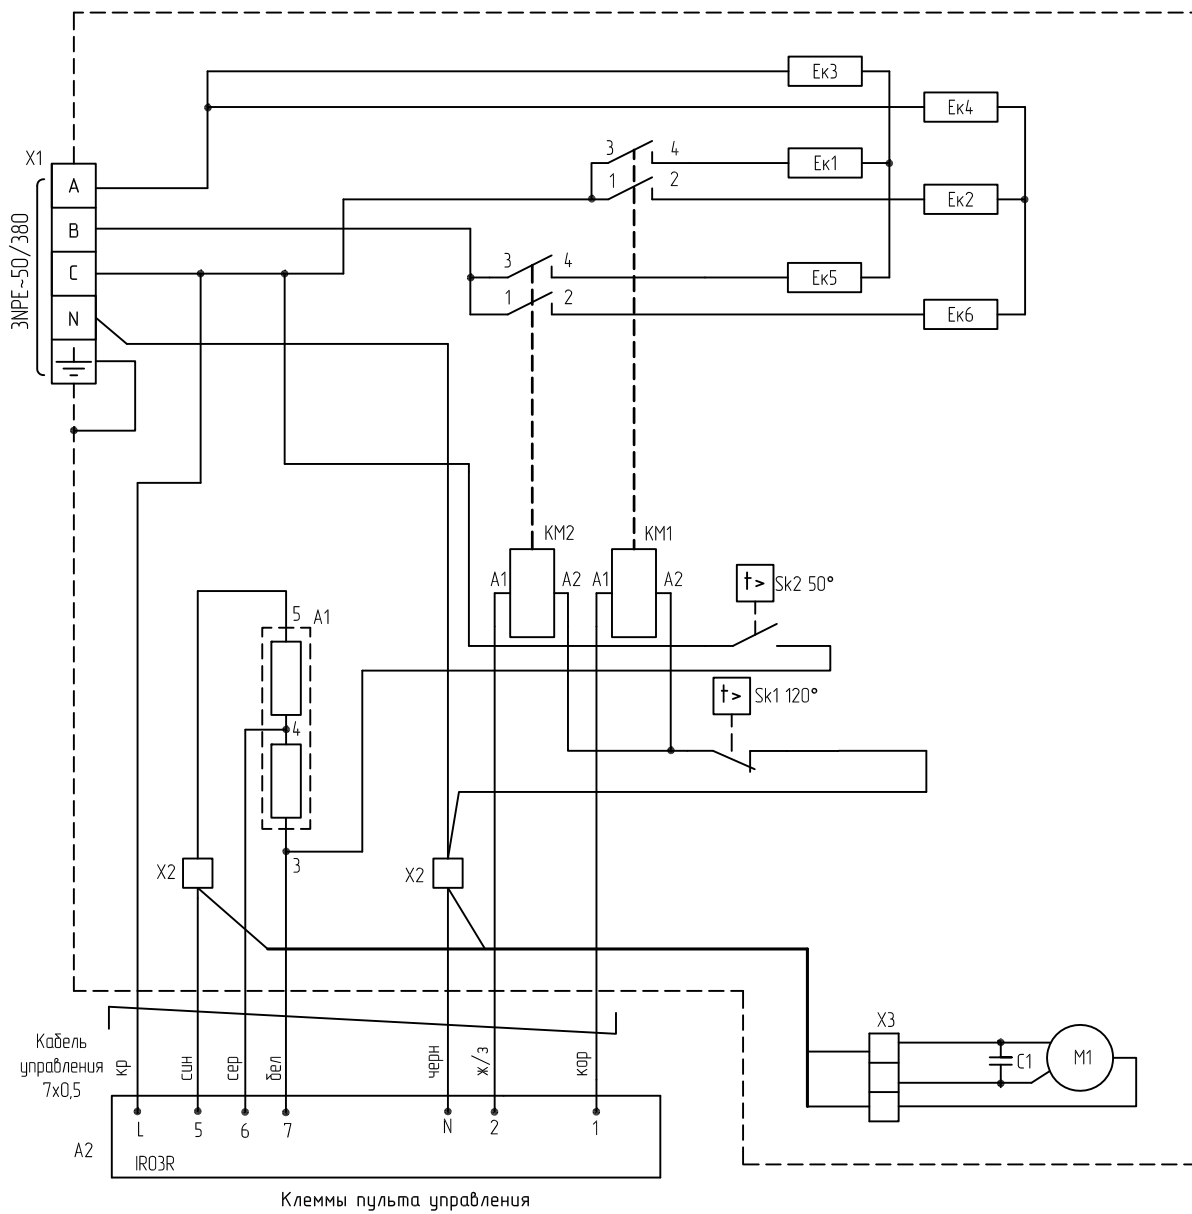 Ек3
Ек4
X1
3
4
Ек1
A
1
2
Ек2
3NPE~50/380
B
3
4
C
Ек5
1
2
Ек6
N
KM2
KM1
A1
A2
A1
A2
t>
Sk2 50°
5
A1
t>
Sk1 120°
4
X2
3
X2
Кабель
управления
7x0,5
кр
син
сер
бел
черн
ж/з
кор
X3
C1
M1
L
5
6
7
N
2
1
A2
IR03R
Клеммы пульта управления